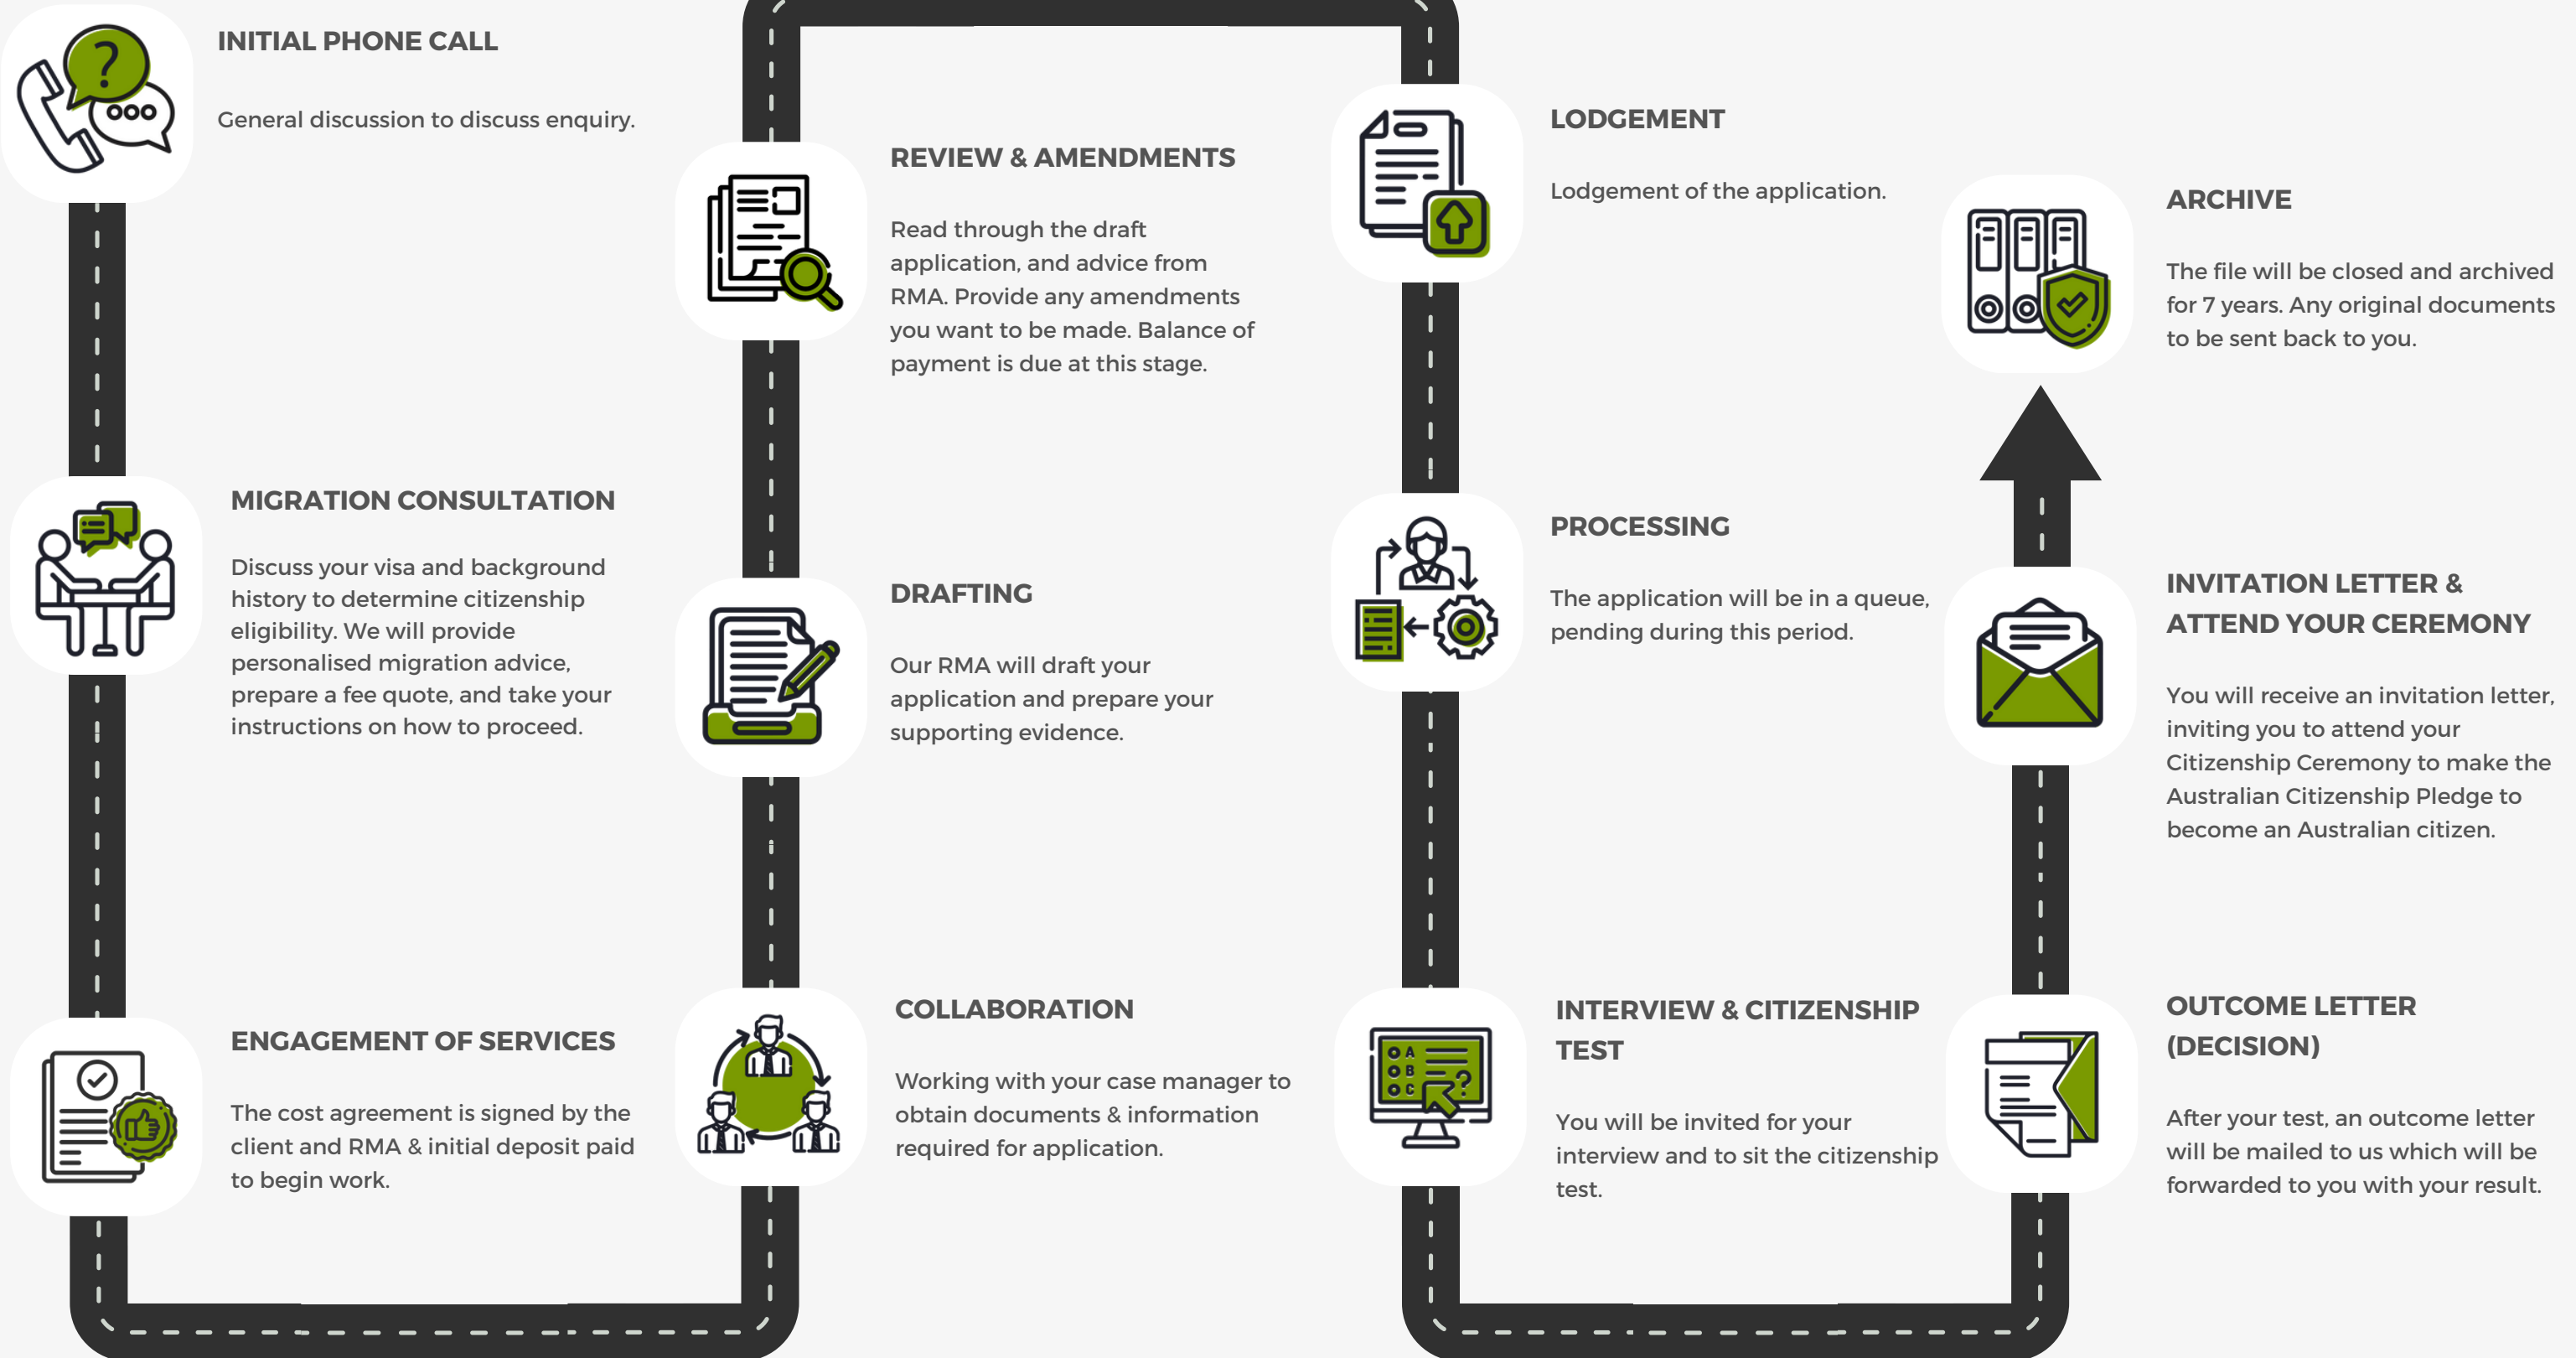 INITIAL PHONE CALL
General discussion to discuss enquiry.
MIGRATION CONSULTATION
Discuss your visa and background
history to determine citizenship
eligibility. We will provide
personalised migration advice,
prepare a fee quote, and take your
instructions on how to proceed.
ENGAGEMENT OF SERVICES
The cost agreement is signed by the
client and RMA & initial deposit paid
to begin work.
COLLABORATION
Working with your case manager to
obtain documents & information
required for application.
DRAFTING
Our RMA will draft your
application and prepare your
supporting evidence.
REVIEW & AMENDMENTS
Read through the draft
application, and advice from
RMA. Provide any amendments
you want to be made. Balance of
payment is due at this stage.
LODGEMENT
Lodgement of the application.
PROCESSING
The application will be in a queue,
pending during this period.
A
B
C
?
INTERVIEW & CITIZENSHIP
TEST
You will be invited for your
interview and to sit the citizenship
test.
OUTCOME LETTER
(DECISION)
After your test, an outcome letter
will be mailed to us which will be
forwarded to you with your result.
INVITATION LETTER &
ATTEND YOUR CEREMONY
You will receive an invitation letter,
inviting you to attend your
Citizenship Ceremony to make the
Australian Citizenship Pledge to
become an Australian citizen.
ARCHIVE
The file will be closed and archived
for 7 years. Any original documents
to be sent back to you.
?